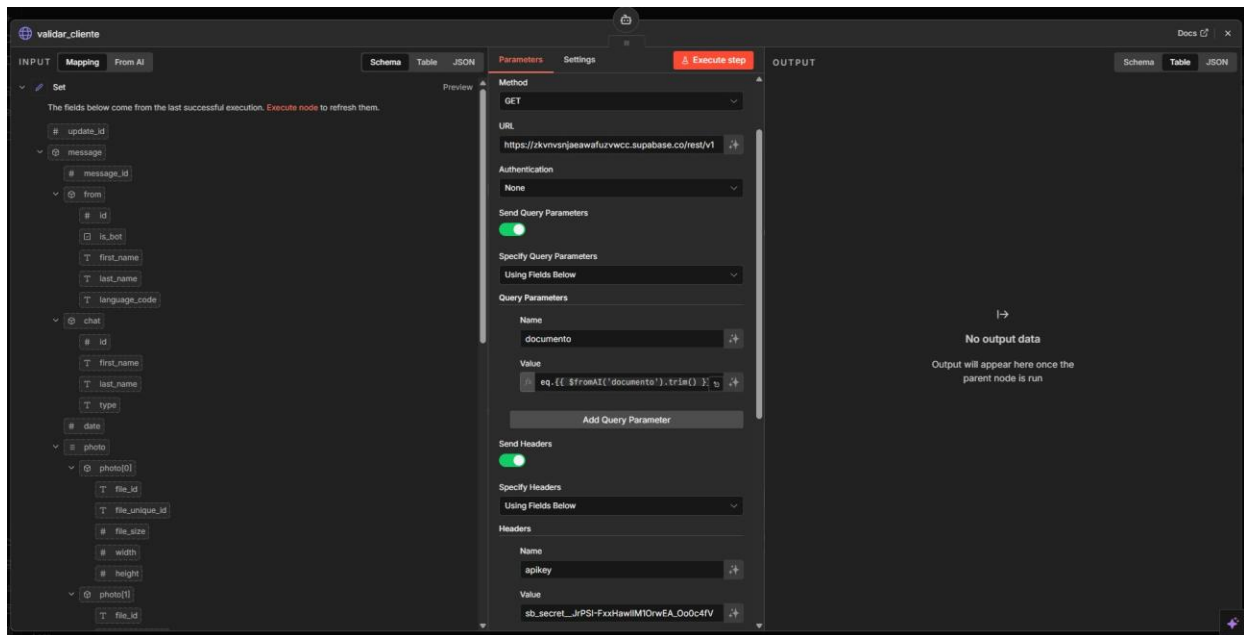 validar_cliente
Docs
INPUT Mapping From AI
Schema Table JSON
Set
Preview
The fields below come from the last successful execution. Execute node to refresh them.
update_id
message
message_id
from
id
is_bot
first_name
last_name
language_code
chat
id
first_name
last_name
type
date
photo
photo[0]
file_id
file_unique_id
file_size
width
height
photo[1]
file_id
Parameters Settings
Execute step
Method
GET
URL
https://zkvnvsnjaeawafuzvwcc.supabase.co/rest/v1
Authentication
None
Send Query Parameters
Specify Query Parameters
Using Fields Below
Query Parameters
Name
documento
Value
fx eq.{{ $fromAI('documento').trim() }
Add Query Parameter
Send Headers
Specify Headers
Using Fields Below
Headers
Name
apikey
Value
OUTPUT
Schema Table JSON
No output data
Output will appear here once the
parent node is run